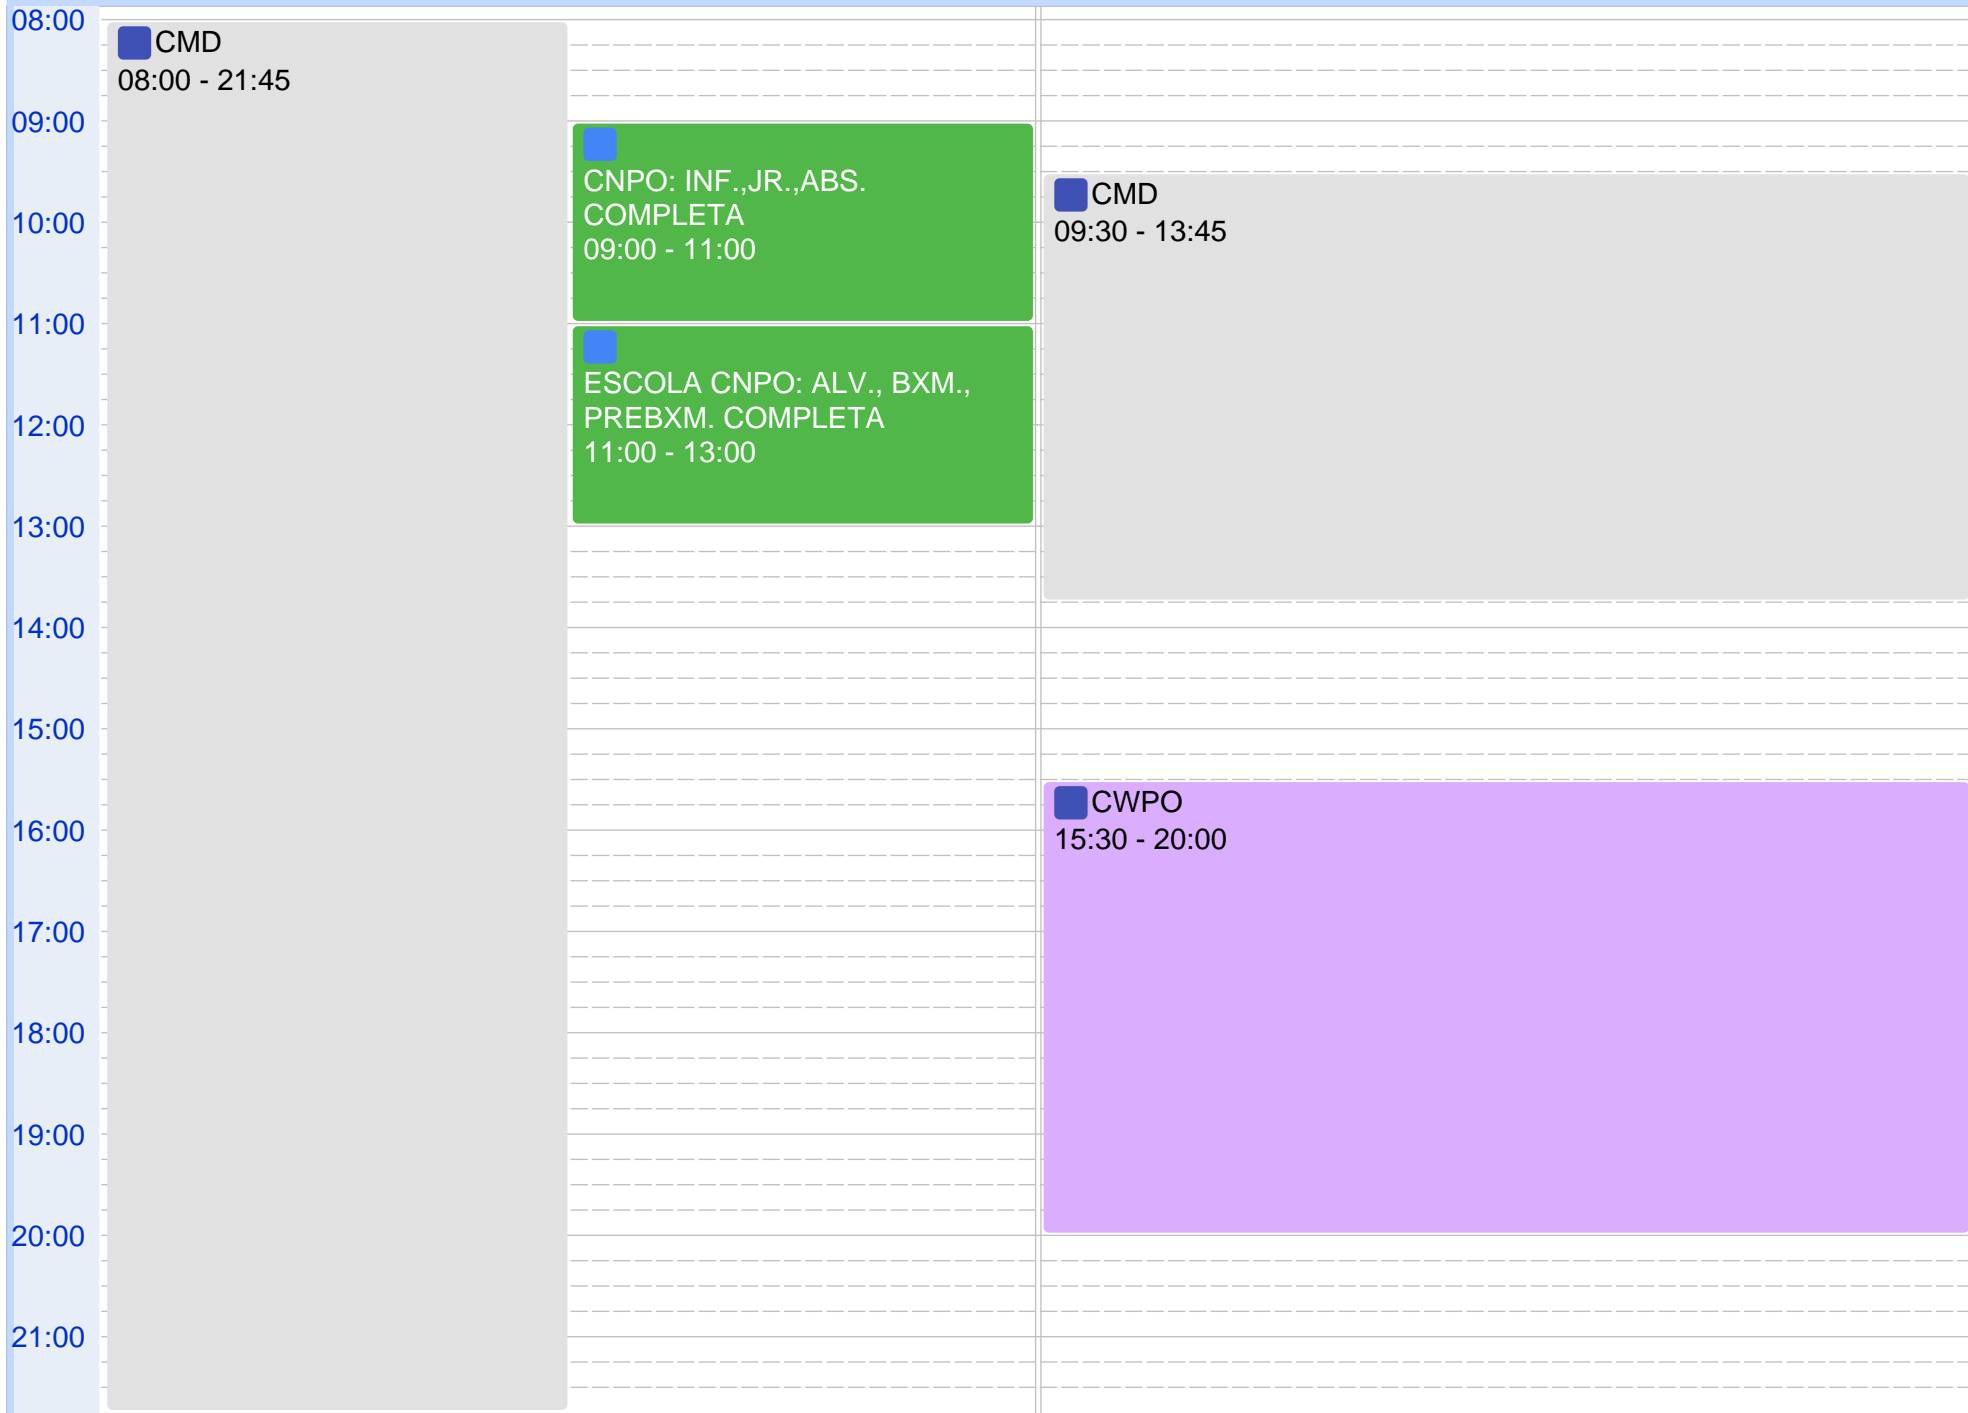 08:00
09:00
10:00
11:00
12:00
13:00
14:00
15:00
16:00
17:00
18:00
19:00
20:00
21:00
CMD
08:00 - 21:45
CNPO: INF.,JR.,ABS.
COMPLETA
09:00 - 11:00
ESCOLA CNPO: ALV., BXM.,
PREBXM. COMPLETA
11:00 - 13:00
CMD
09:30 - 13:45
CWPO
15:30 - 20:00